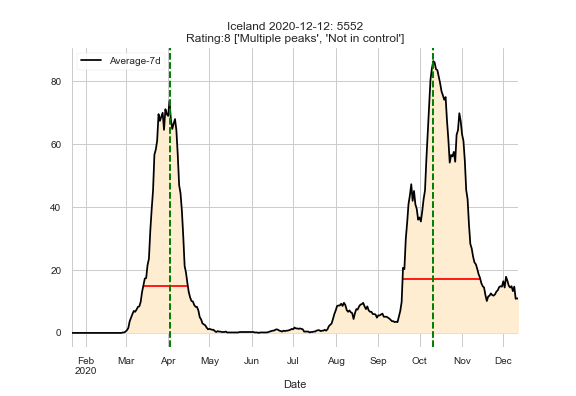 Iceland 2020-12-12: 5552
Rating:8 ['Multiple peaks', 'Not in control']
Average-7d
80
60
40
20
0
Feb Mar Apr May Jun Jul Aug Sep Oct Nov Dec
2020
Date